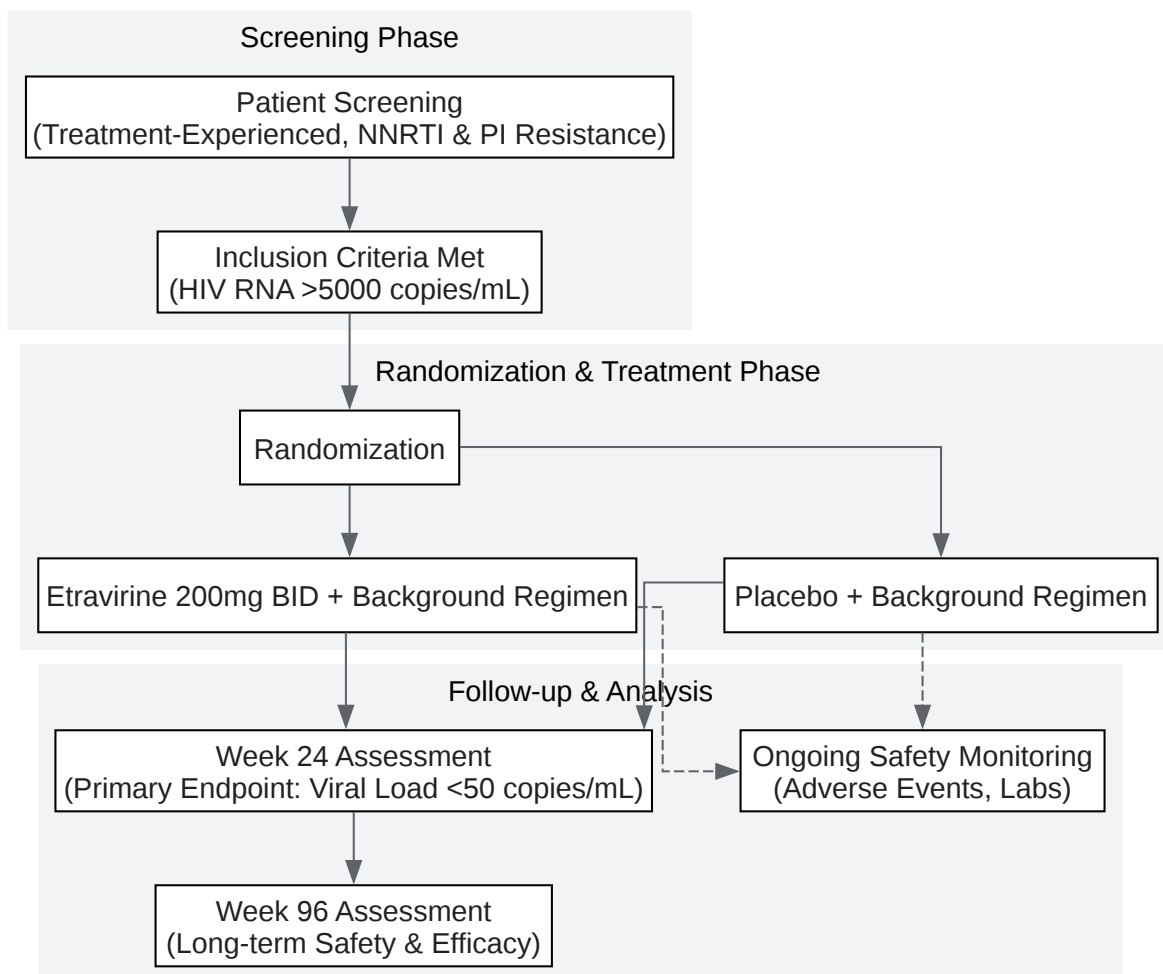 Screening Phase
Patient Screening
(Treatment-Experienced, NNRTI & PI Resistance)
Inclusion Criteria Met
(HIV RNA >5000 copies/mL)
Randomization & Treatment Phase
Randomization
Etravirine 200mg BID + Background Regimen
Placebo + Background Regimen
Follow-up & Analysis
Week 24 Assessment
(Primary Endpoint: Viral Load <50 copies/mL)
Ongoing Safety Monitoring
(Adverse Events, Labs)
Week 96 Assessment
(Long-term Safety & Efficacy)